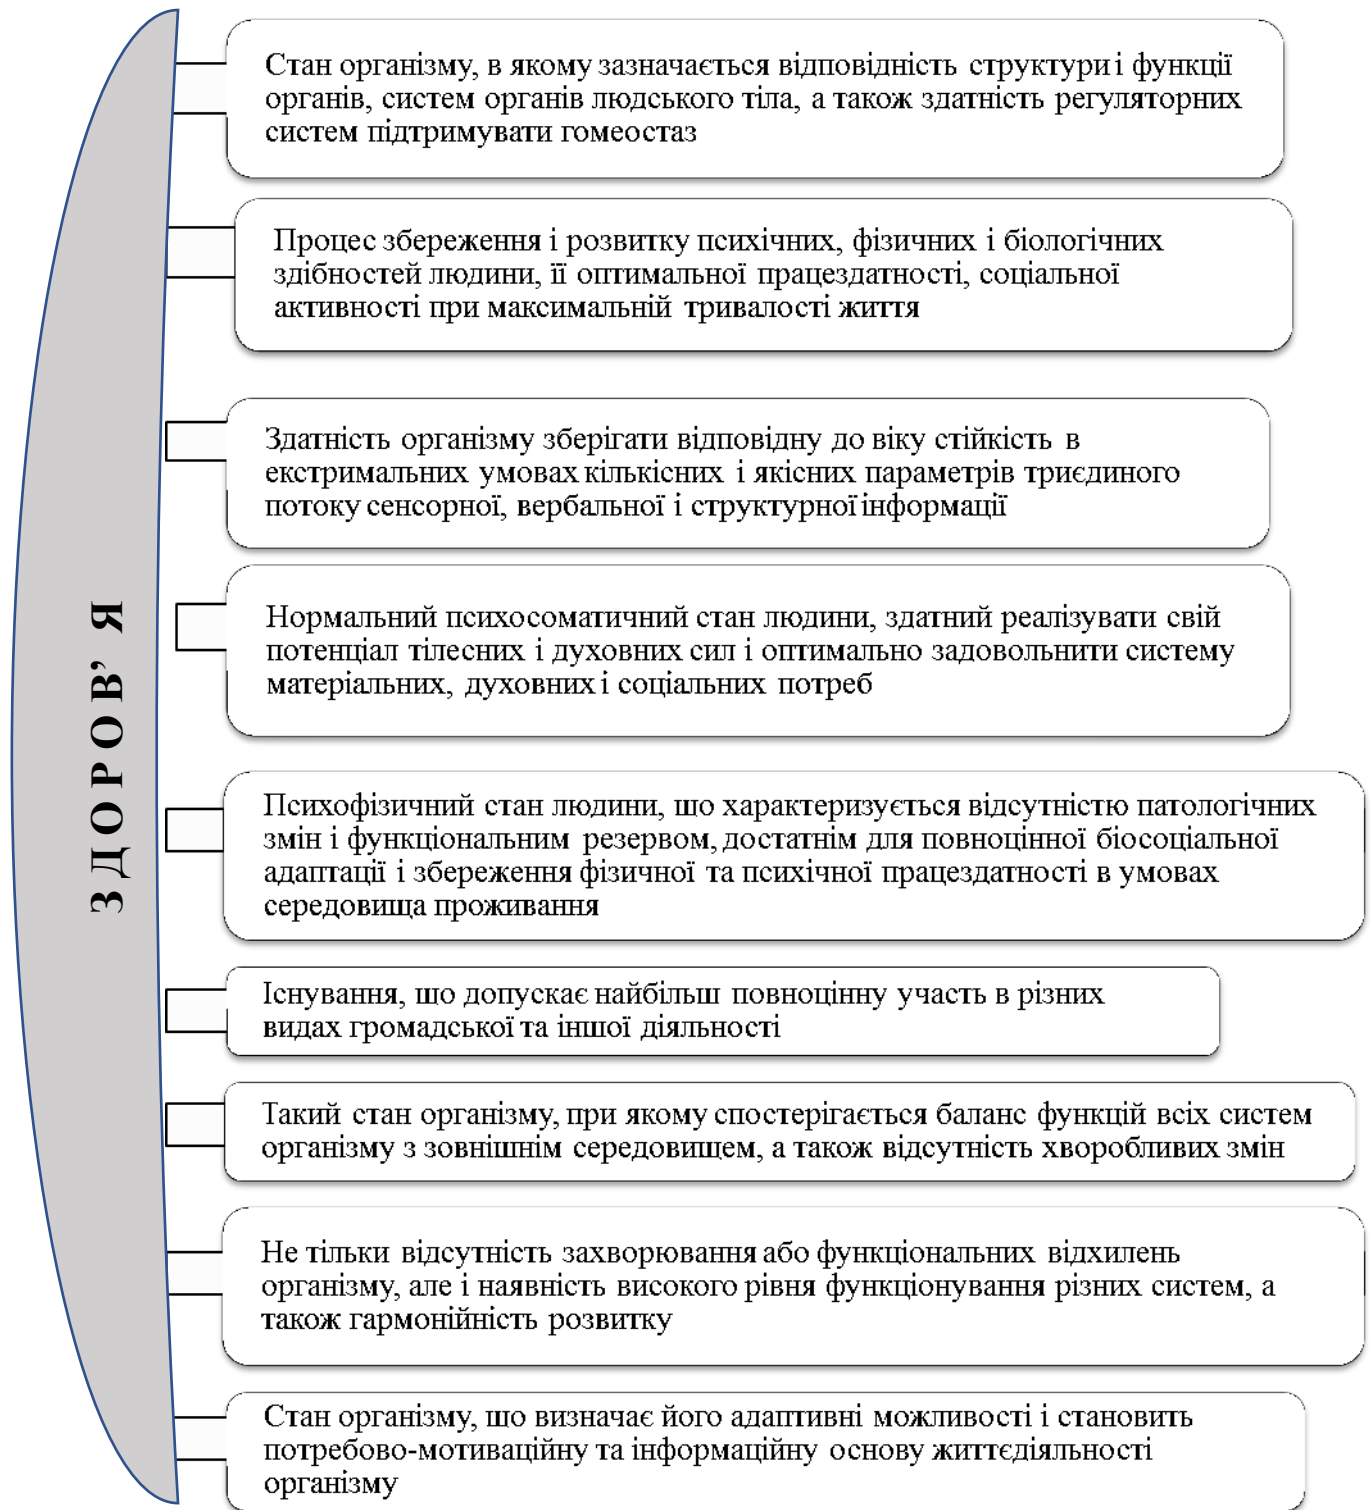 З Д О Р О В’ Я
Стан організму, в якому зазначається відповідність структури і функції
органів, систем органів людського тіла, а також здатність регуляторних
систем підтримувати гомеостаз
Процес збереження і розвитку психічних, фізичних і біологічних
здібностей людини, її оптимальної працездатності, соціальної
активності при максимальній тривалості життя
Здатність організму зберігати відповідну до віку стійкість в
екстримальних умовах кількісних і якісних параметрів триєдиного
потоку сенсорної, вербальної і структурної інформації
Нормальний психосоматичний стан людини, здатний реалізувати свій
потенціал тілесних і духовних сил і оптимально задовольнити систему
матеріальних, духовних і соціальних потреб
Психофізичний стан людини, що характеризується відсутністю патологічних
змін і функціональним резервом, достатнім для повноцінної біосоціальної
адаптації і збереження фізичної та психічної працездатності в умовах
середовища проживання
Існування, що допускає найбільш повноцінну участь в різних
видах громадської та іншої діяльності
Такий стан організму, при якому спостерігається баланс функцій всіх систем
організму з зовнішнім середовищем, а також відсутність хворобливих змін
Не тільки відсутність захворювання або функціональних відхилень
організму, але і наявність високого рівня функціонування різних систем, а
також гармонійність розвитку
Стан організму, що визначає його адаптивні можливості і становить
потребово-мотиваційну та інформаційну основу життєдіяльності
організму